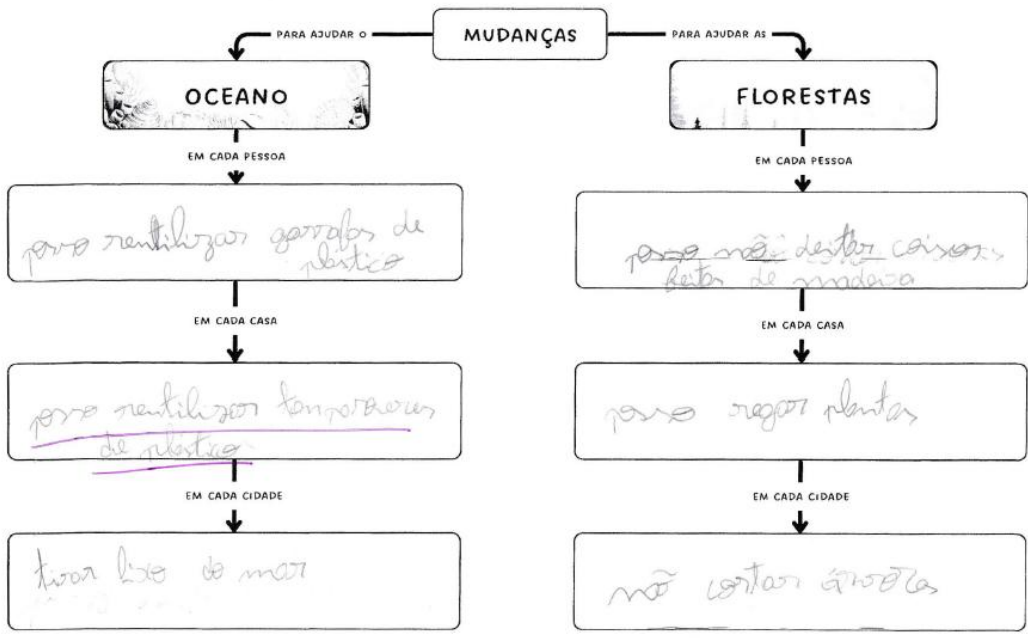 MUDANÇAS
PARA AJUDAR O
PARA AJUDAR AS
OCEANO
EM CADA PESSOA
posso reutilizar garrafas de
plástico
EM CADA CASA
posso reutilizar
de plástico
EM CADA CIDADE
tirar lixo do mar
FLORESTAS
EM CADA PESSOA
posso não deitar coisas
feitas de madeira
EM CADA CASA
posso regar plantas
EM CADA CIDADE
não cortar árvores